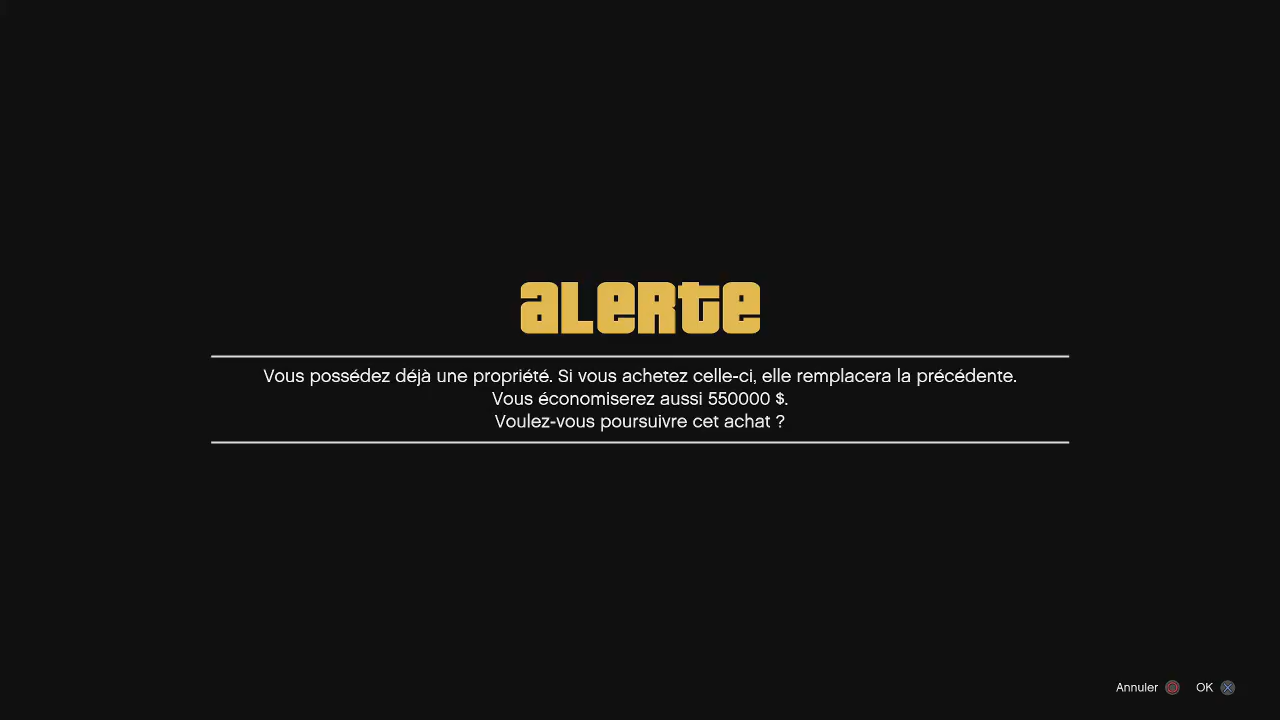 ALERTE
Vous possédez déjà une propriété. Si vous achetez celle-ci, elle remplacera la précédente.
Vous économiserez aussi 550000 $.
Voulez-vous poursuivre cet achat ?
Annuler OK